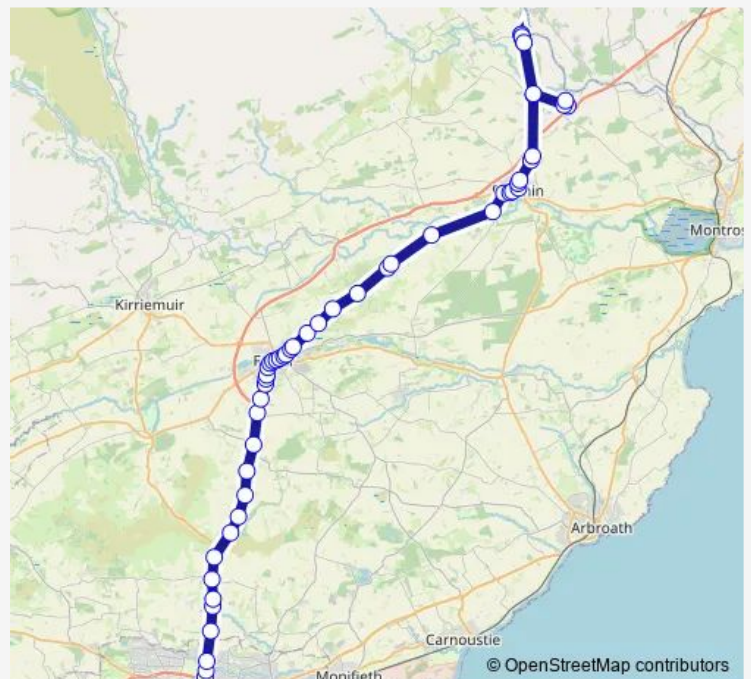 Kirriemuir
Montros
Arbroath
Carnoustie
Monifieth
© OpenStreetMap contributors